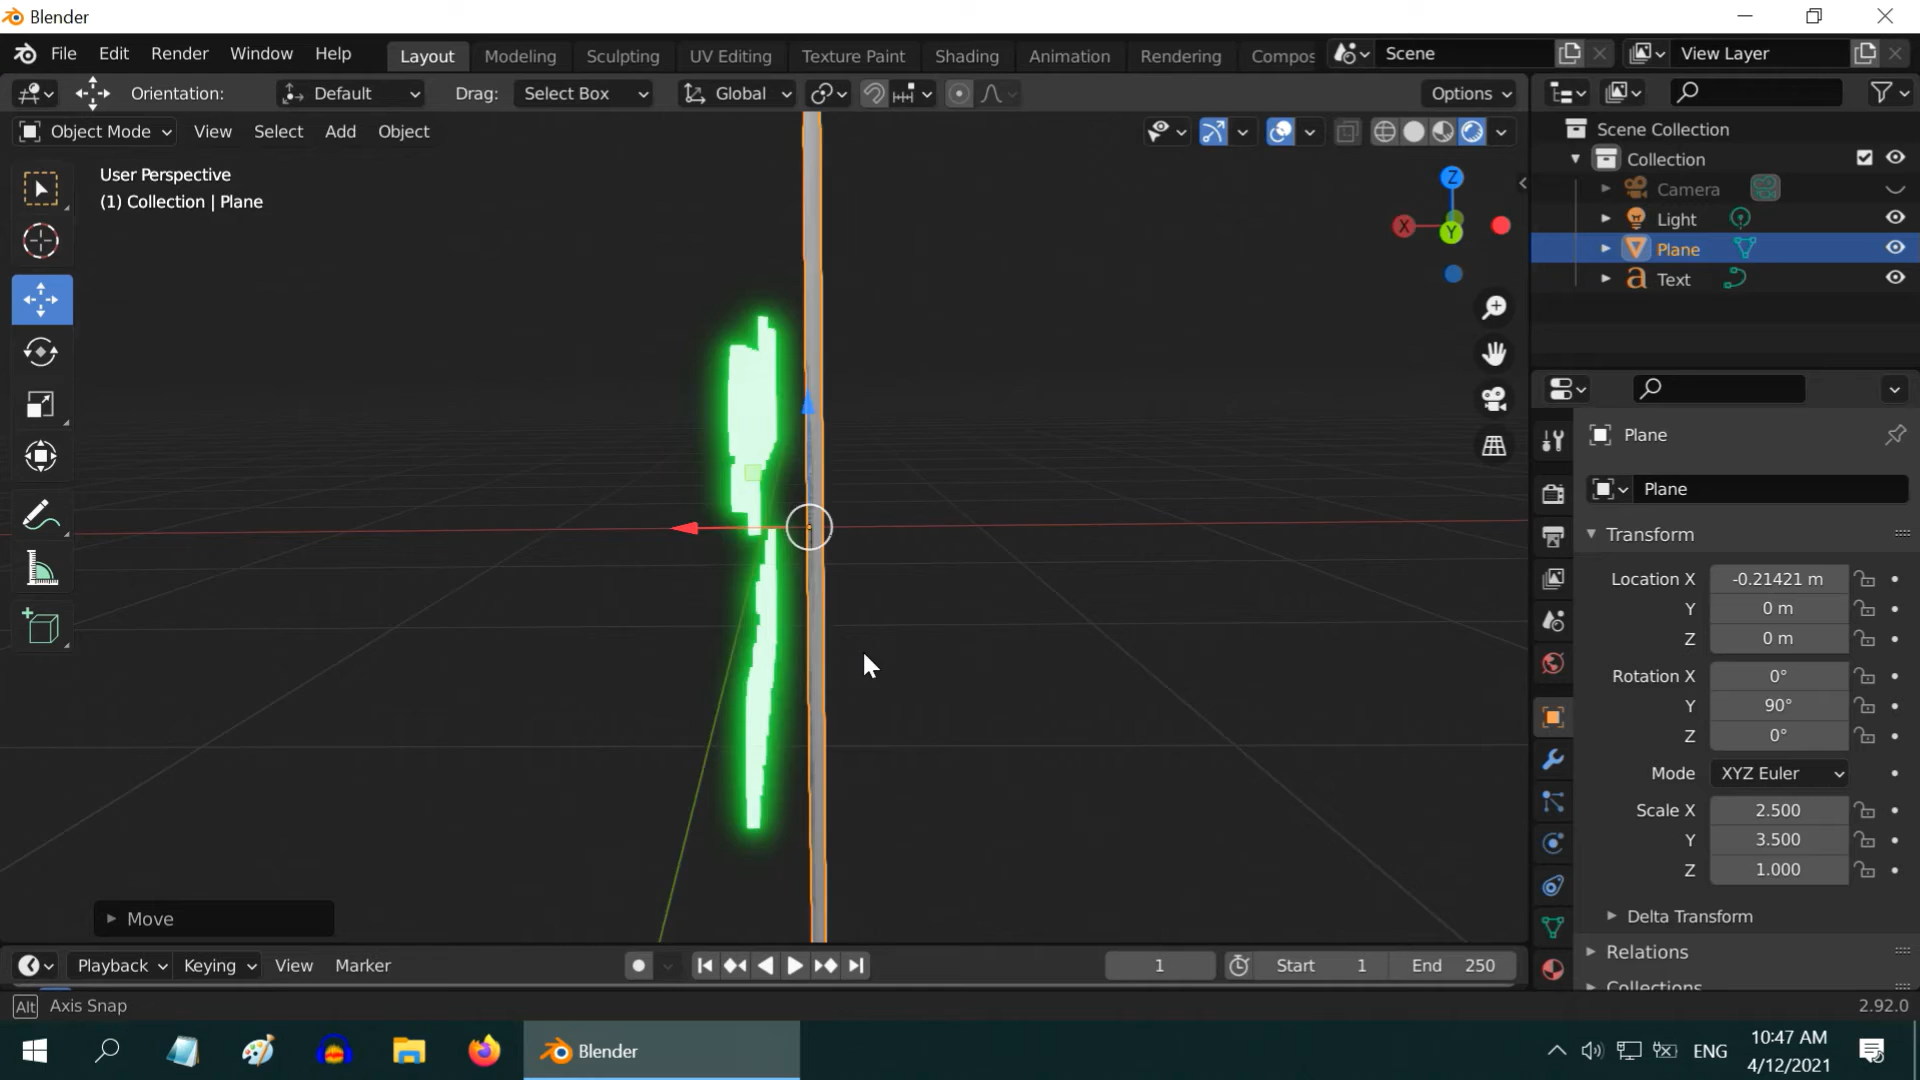 Blender
File Edit Render Window Help Layout Modeling Sculpting UV Editing Texture Paint Shading Animation Rendering Compos Scene View Layer
Orientation: Default Drag: Select Box Global Options
Object Mode View Select Add Object
User Perspective
(1) Collection | Plane
Z
X
Y
Scene Collection
Collection
Camera
Light
Plane
a Text
Plane
Plane
Transform
Location X -0.21421 m
Y 0 m
Z 0 m
Rotation X 0°
Y 90°
Z 0°
Mode XYZ Euler
Scale X 2.500
Y 3.500
Z 1.000
Delta Transform
Relations
Collections
Move
Playback Keying View Marker 1 Start 1 End 250
Alt Axis Snap 2.92.0
Blender ENG 10:47 AM
4/12/2021